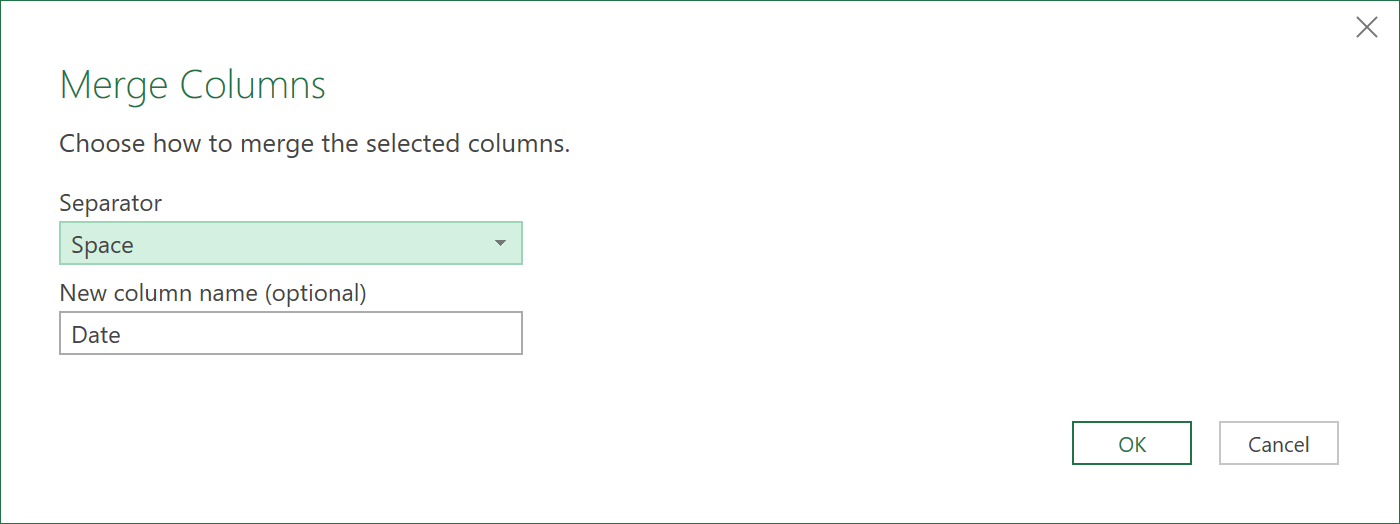 Merge Columns
Choose how to merge the selected columns.
Separator
Space
New column name (optional)
Date
OK
Cancel